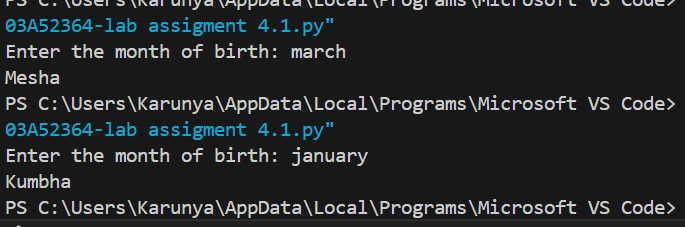 PS C:\Users\Karunya\AppData\Local\Programs\Microsoft VS Code>
03A52364-lab assigment 4.1.py"
Enter the month of birth: march
Mesha
PS C:\Users\Karunya\AppData\Local\Programs\Microsoft VS Code>
03A52364-lab assigment 4.1.py"
Enter the month of birth: january
Kumbha
PS C:\Users\Karunya\AppData\Local\Programs\Microsoft VS Code>